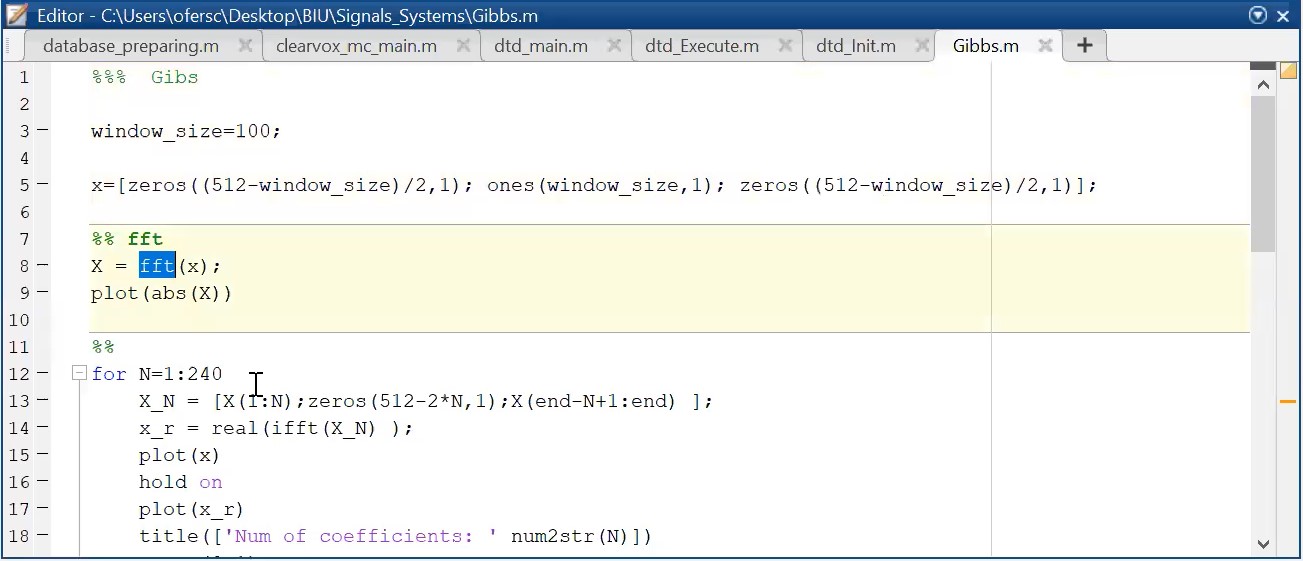 Editor - C:\Users\ofersc\Desktop\BIU\Signals_Systems\Gibbs.m
database_preparing.m clearvox_mc_main.m dtd_main.m dtd_Execute.m dtd_Init.m Gibbs.m +
1 %%% Gibs
2
3 window_size=100;
4
5 x=[zeros((512-window_size)/2,1); ones(window_size,1); zeros((512-window_size)/2,1)];
6
7 %% fft
8 X = fft(x);
9 plot(abs(X))
10
11 %%
12 for N=1:240
13 X_N = [X(1:N);zeros(512-2*N,1);X(end-N+1:end) ];
14 x_r = real(ifft(X_N) );
15 plot(x)
16 hold on
17 plot(x_r)
18 title(['Num of coefficients: ' num2str(N)])